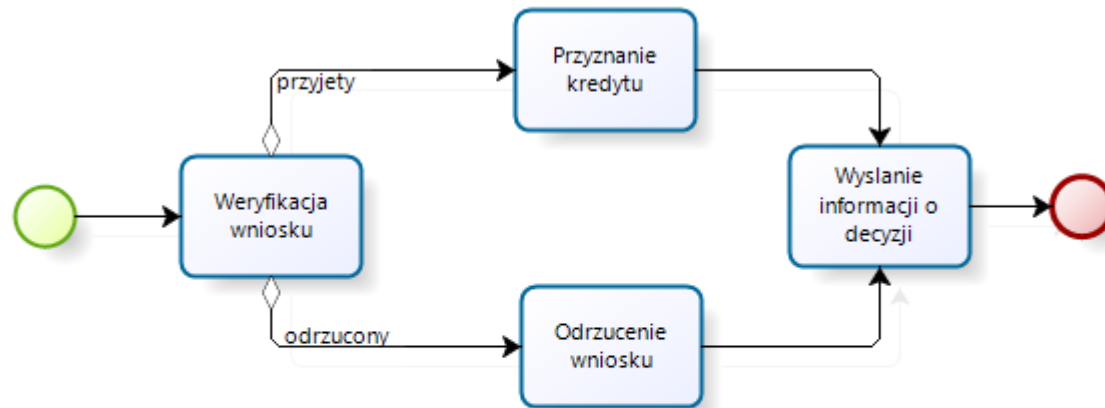 Przyznanie
kredytu
przyjety
Weryfikacja
wniosku
Wyslanie
informacji o
decyzji
odrzucony
Odrzucenie
wniosku